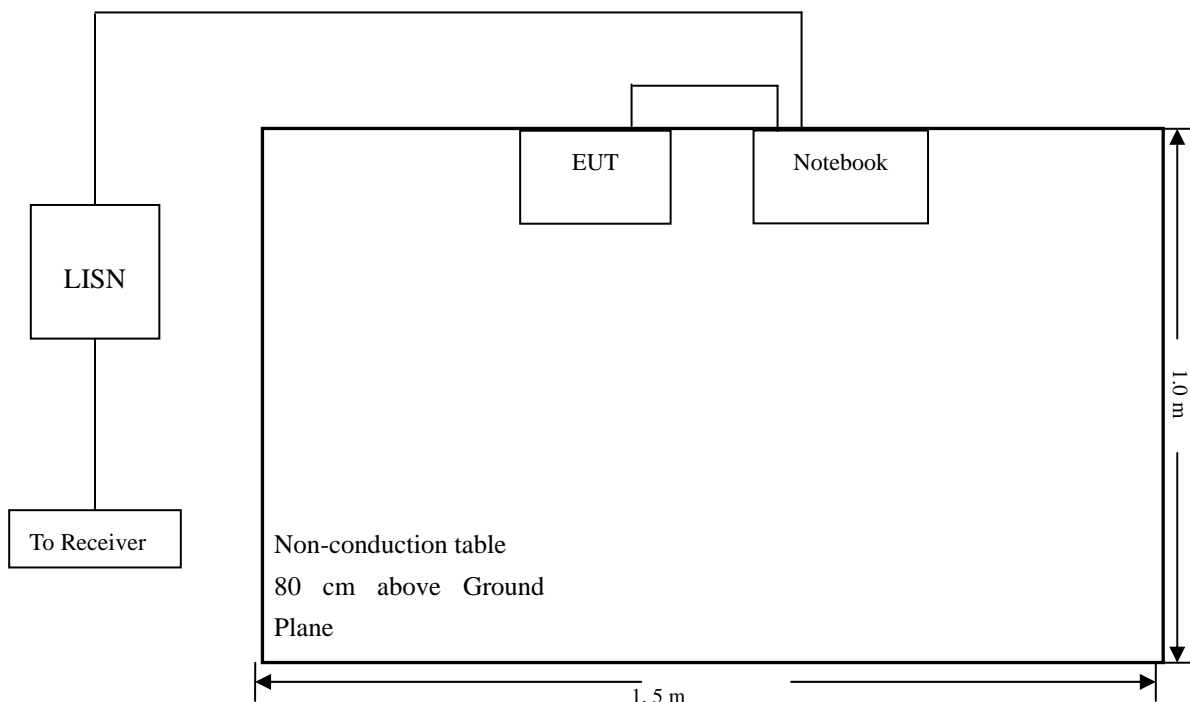 EUT
Notebook
LISN
1.0 m
To Receiver
Non-conduction table
80 cm above Ground
Plane
1. 5 m